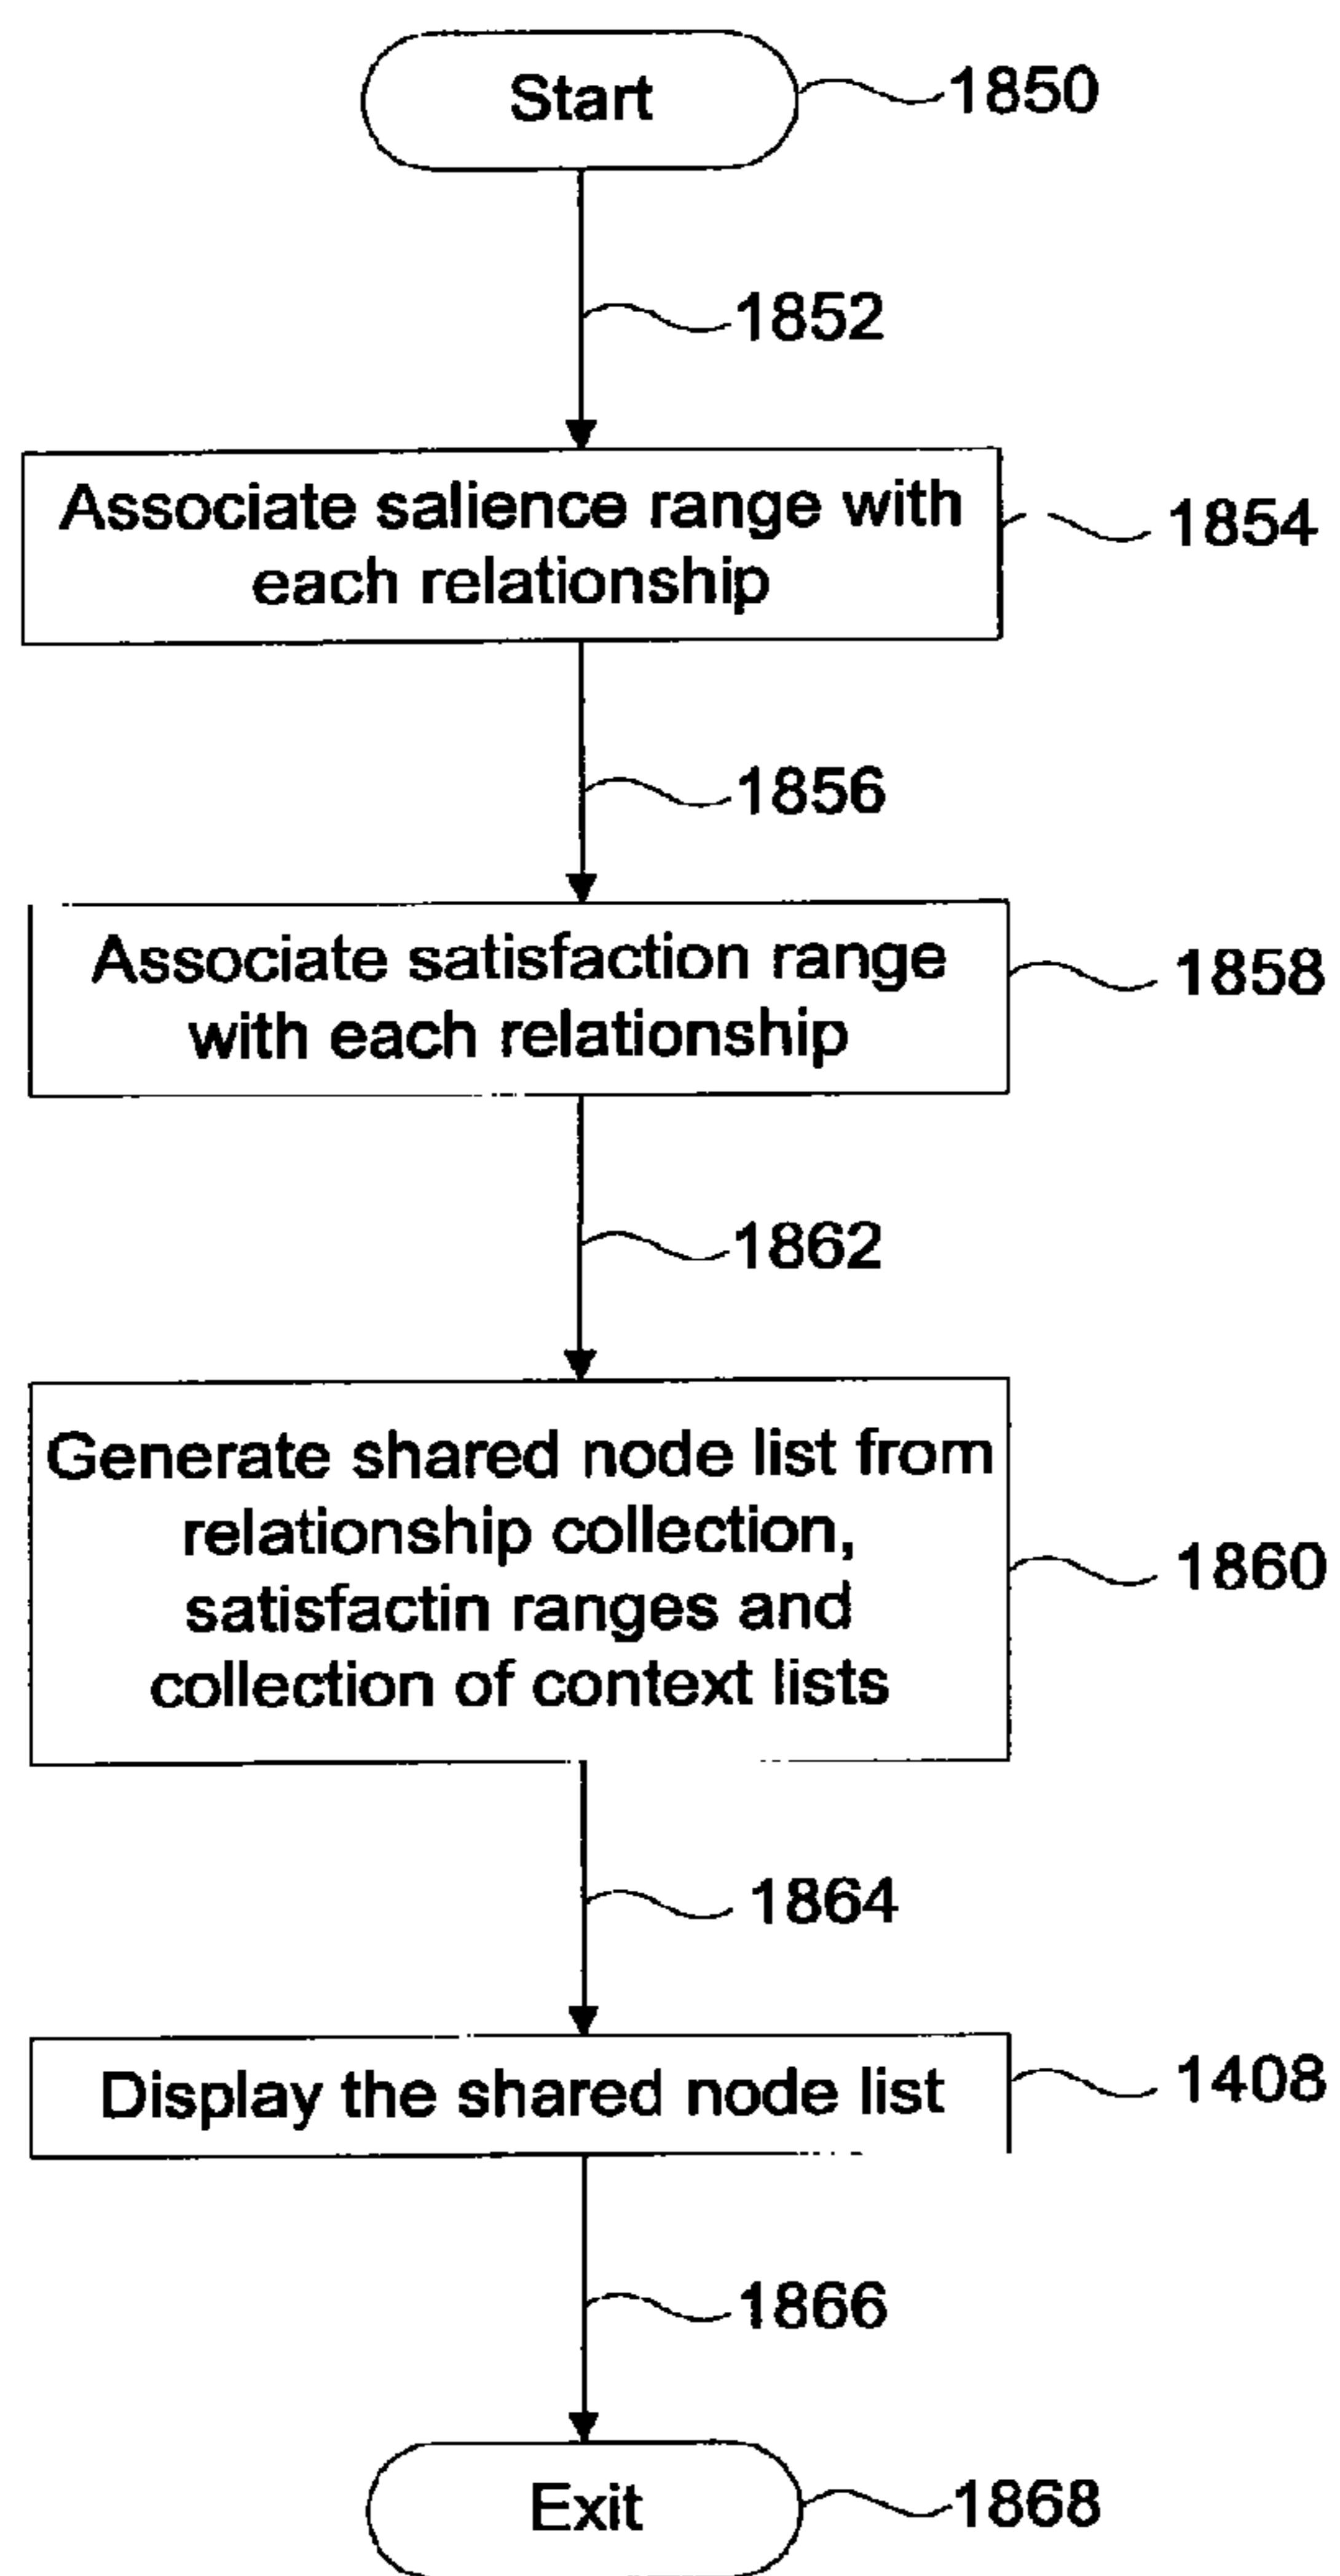 Start
1850
1852
Associate salience range with
each relationship
1854
1856
Associate satisfaction range
with each relationship
1858
1862
Generate shared node list from
relationship collection,
satisfactin ranges and
collection of context lists
1860
1864
Display the shared node list
1408
1866
Exit
1868